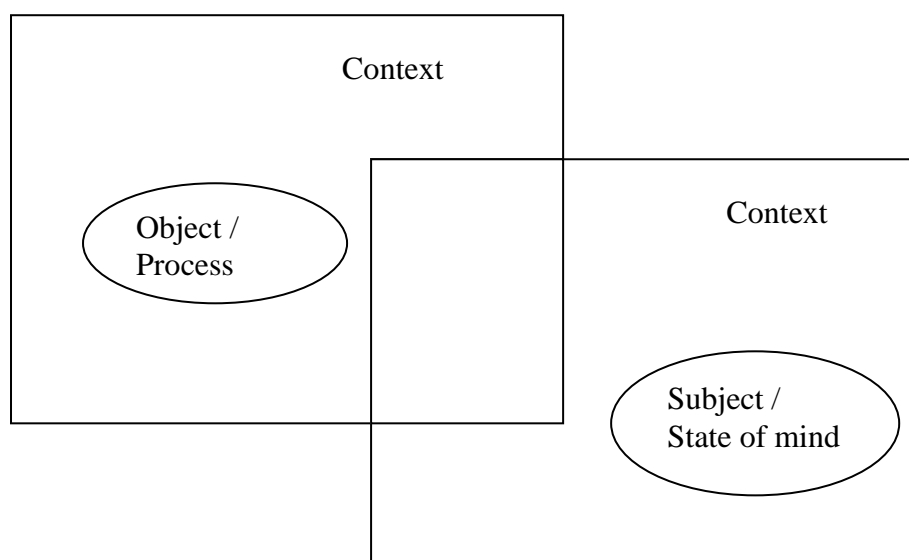 Context
Context
Object /
Process
Subject /
State of mind